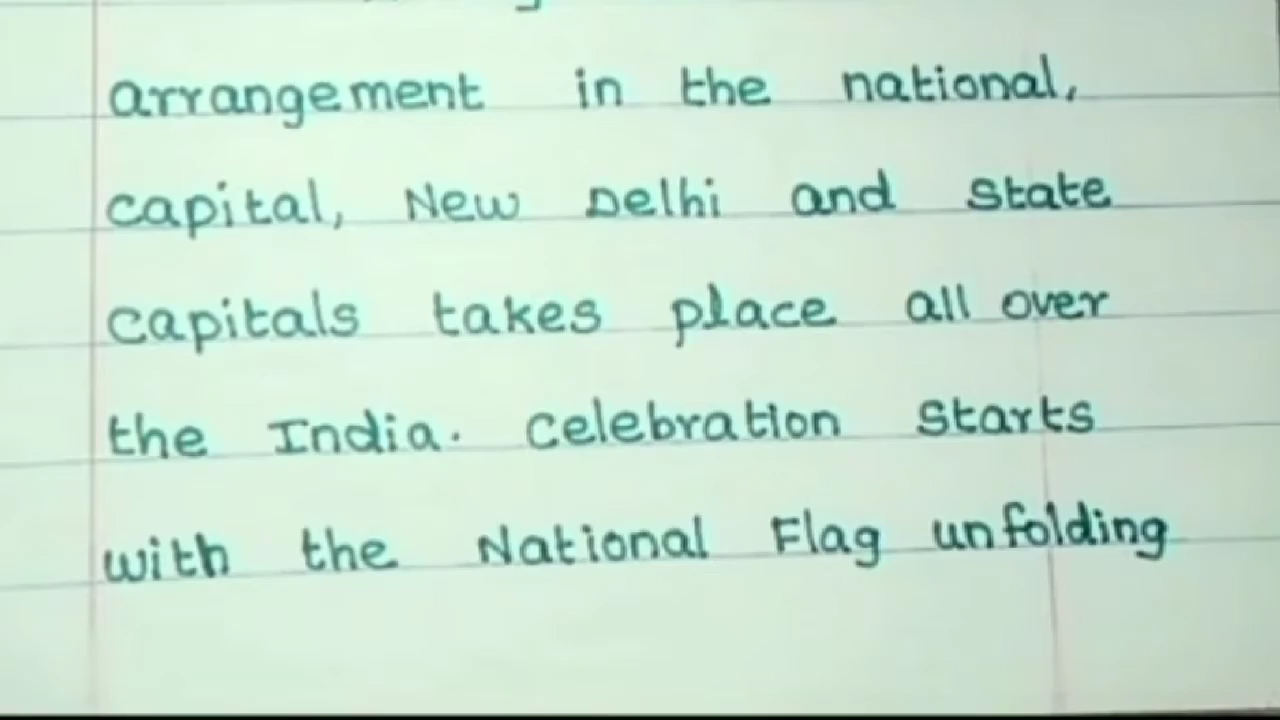 arrangement in the national,
capital, New Delhi and State
capitals takes place all over
the India. Celebration Starts
with the National Flag unfolding